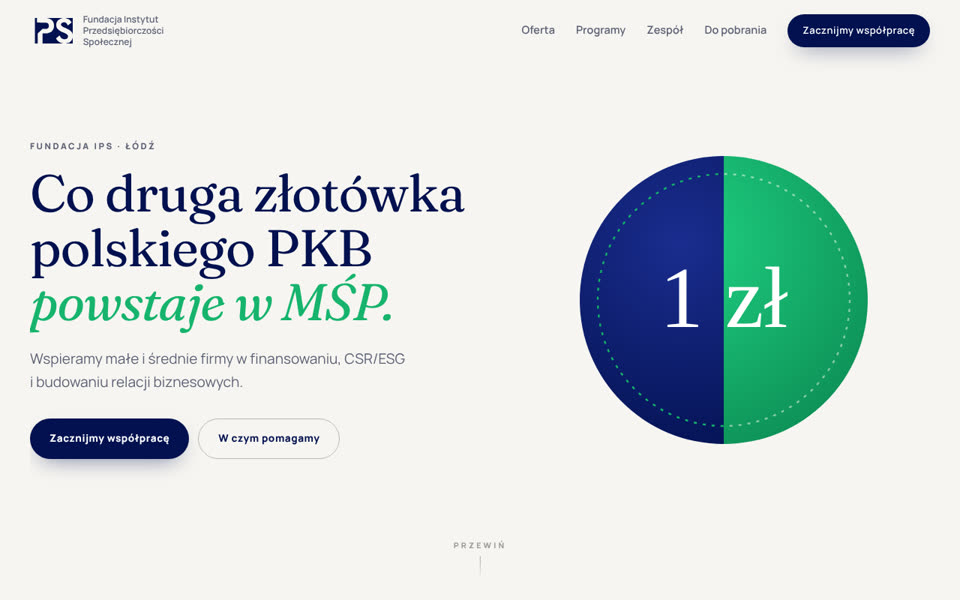 PS
Fundacja Instytut
Przedsiębiorczości
Społecznej
Oferta Programy Zespół Do pobrania Zacznijmy współpracę
FUNDACJA IPS · ŁÓDŹ
Co druga złotówka
polskiego PKB
powstaje w MŚP.
Wspieramy małe i średnie firmy w finansowaniu, CSR/ESG
i budowaniu relacji biznesowych.
Zacznijmy współpracę W czym pomagamy
1 zł
PRZEWIŃ